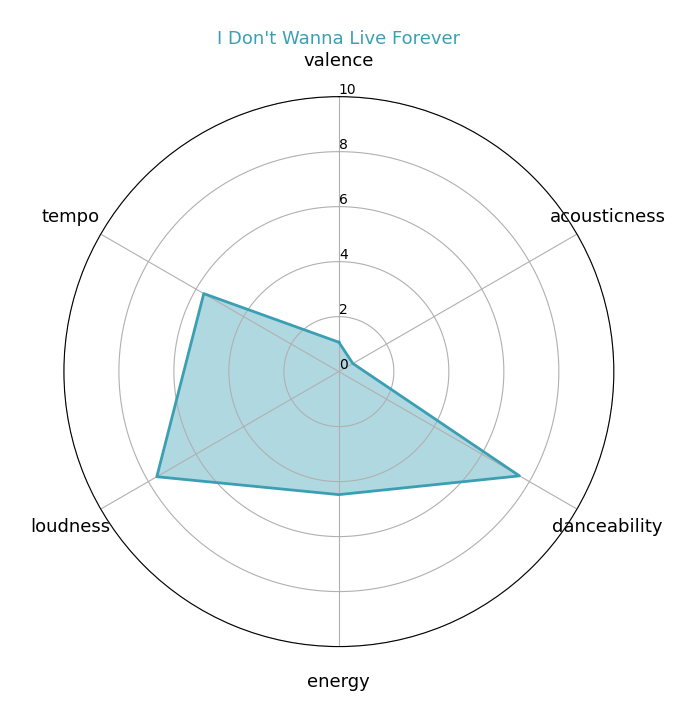 I Don't Wanna Live Forever
valence
10
8
6
4
2
0
tempo
acousticness
loudness
danceability
energy